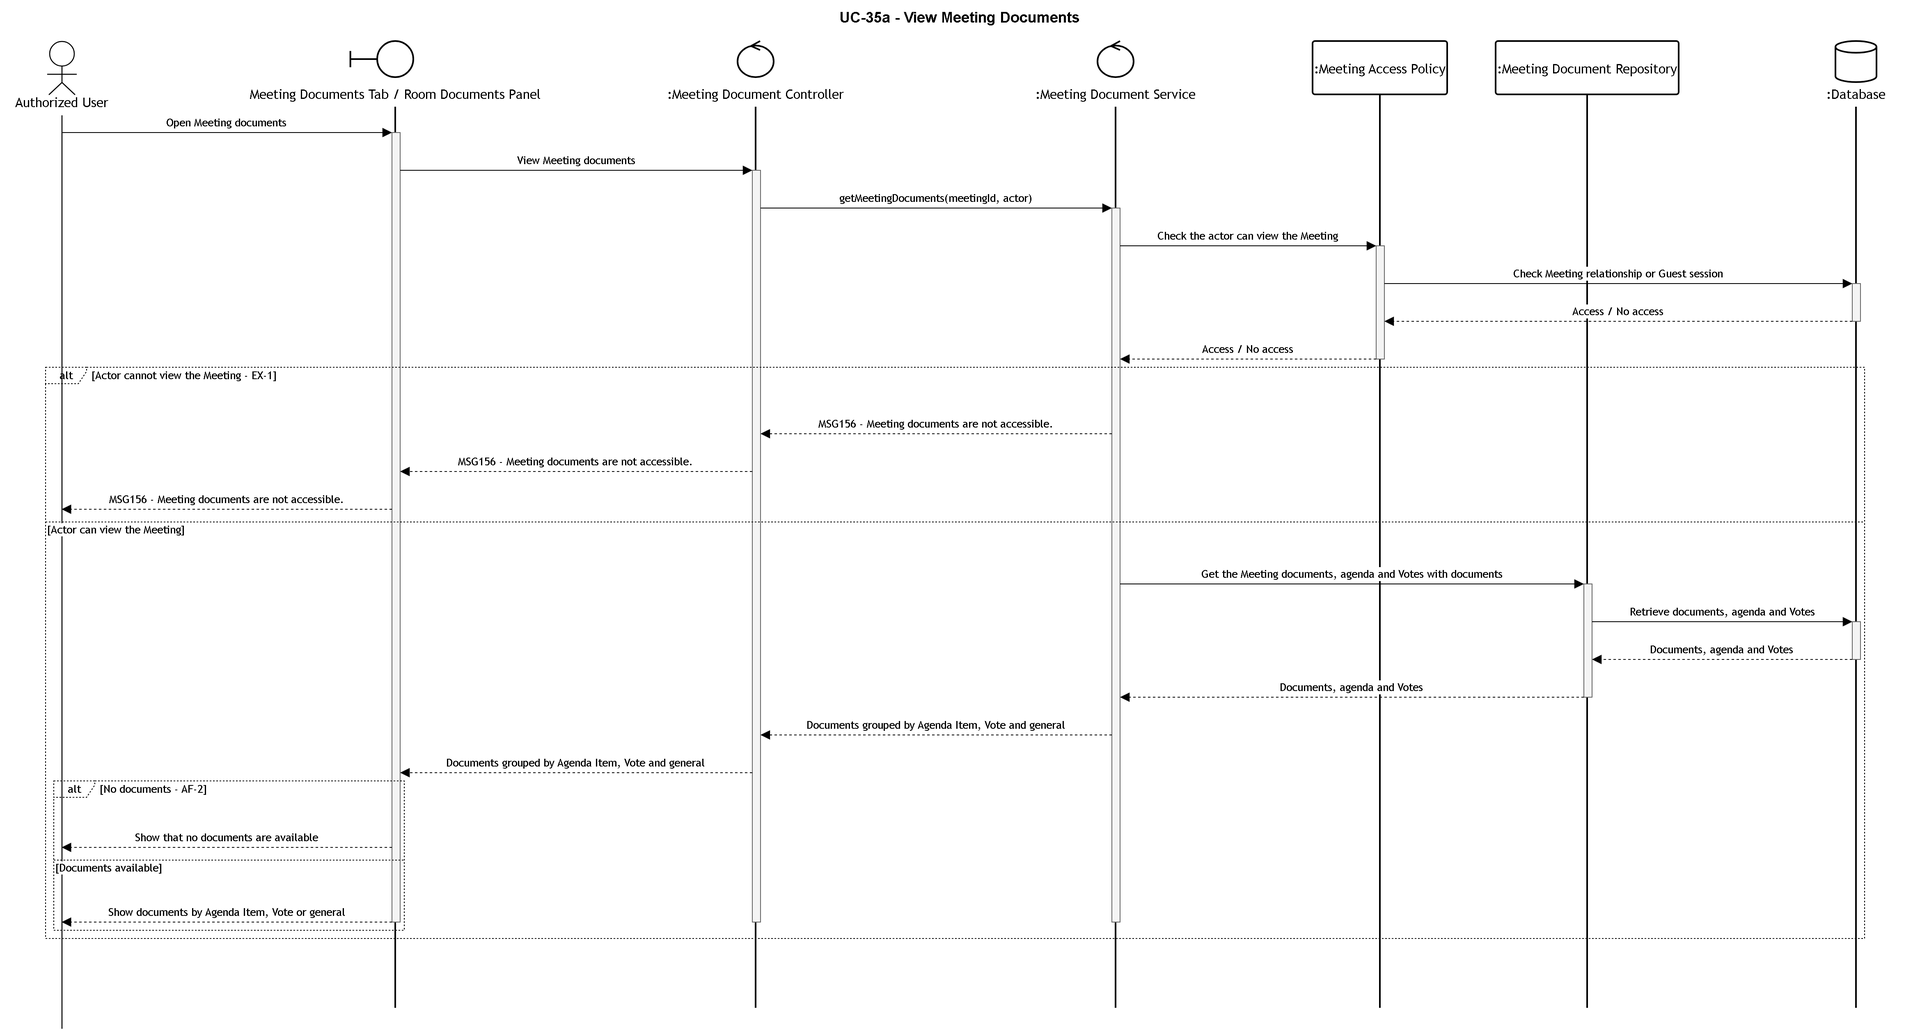 UC-35a - View Meeting Documents
Authorized User
Meeting Documents Tab / Room Documents Panel
:Meeting Document Controller
:Meeting Document Service
:Meeting Access Policy
:Meeting Document Repository
:Database
Open Meeting documents
View Meeting documents
getMeetingDocuments(meetingId, actor)
Check the actor can view the Meeting
Check Meeting relationship or Guest session
Access / No access
Access / No access
alt [Actor cannot view the Meeting - EX-1]
MSG156 - Meeting documents are not accessible.
MSG156 - Meeting documents are not accessible.
MSG156 - Meeting documents are not accessible.
[Actor can view the Meeting]
Get the Meeting documents, agenda and Votes with documents
Retrieve documents, agenda and Votes
Documents, agenda and Votes
Documents, agenda and Votes
Documents grouped by Agenda Item, Vote and general
Documents grouped by Agenda Item, Vote and general
alt [No documents - AF-2]
Show that no documents are available
[Documents available]
Show documents by Agenda Item, Vote or general